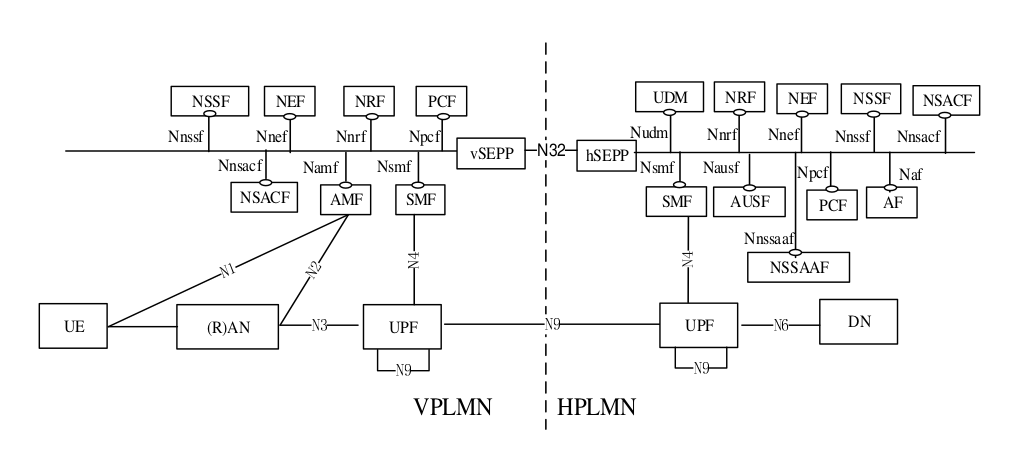 NSSF NEF NRF PCF UDM NRF NEF NSSF NSACF
Nnssf Nnef Nnrf Npcf Nudm Nnrf Nnef Nnssf Nnsacf
vSEPP N32 hSEPP
Nnsacf Namf Nsmf Nsmf Nausf Npcf Naf
NSACF AMF SMF SMF AUSF PCF AF
Nnssaaf
NSSAAF
N1 N2 N4 N4
UE (R)AN N3 UPF N9 UPF N6 DN
N9 N9
VPLMN HPLMN